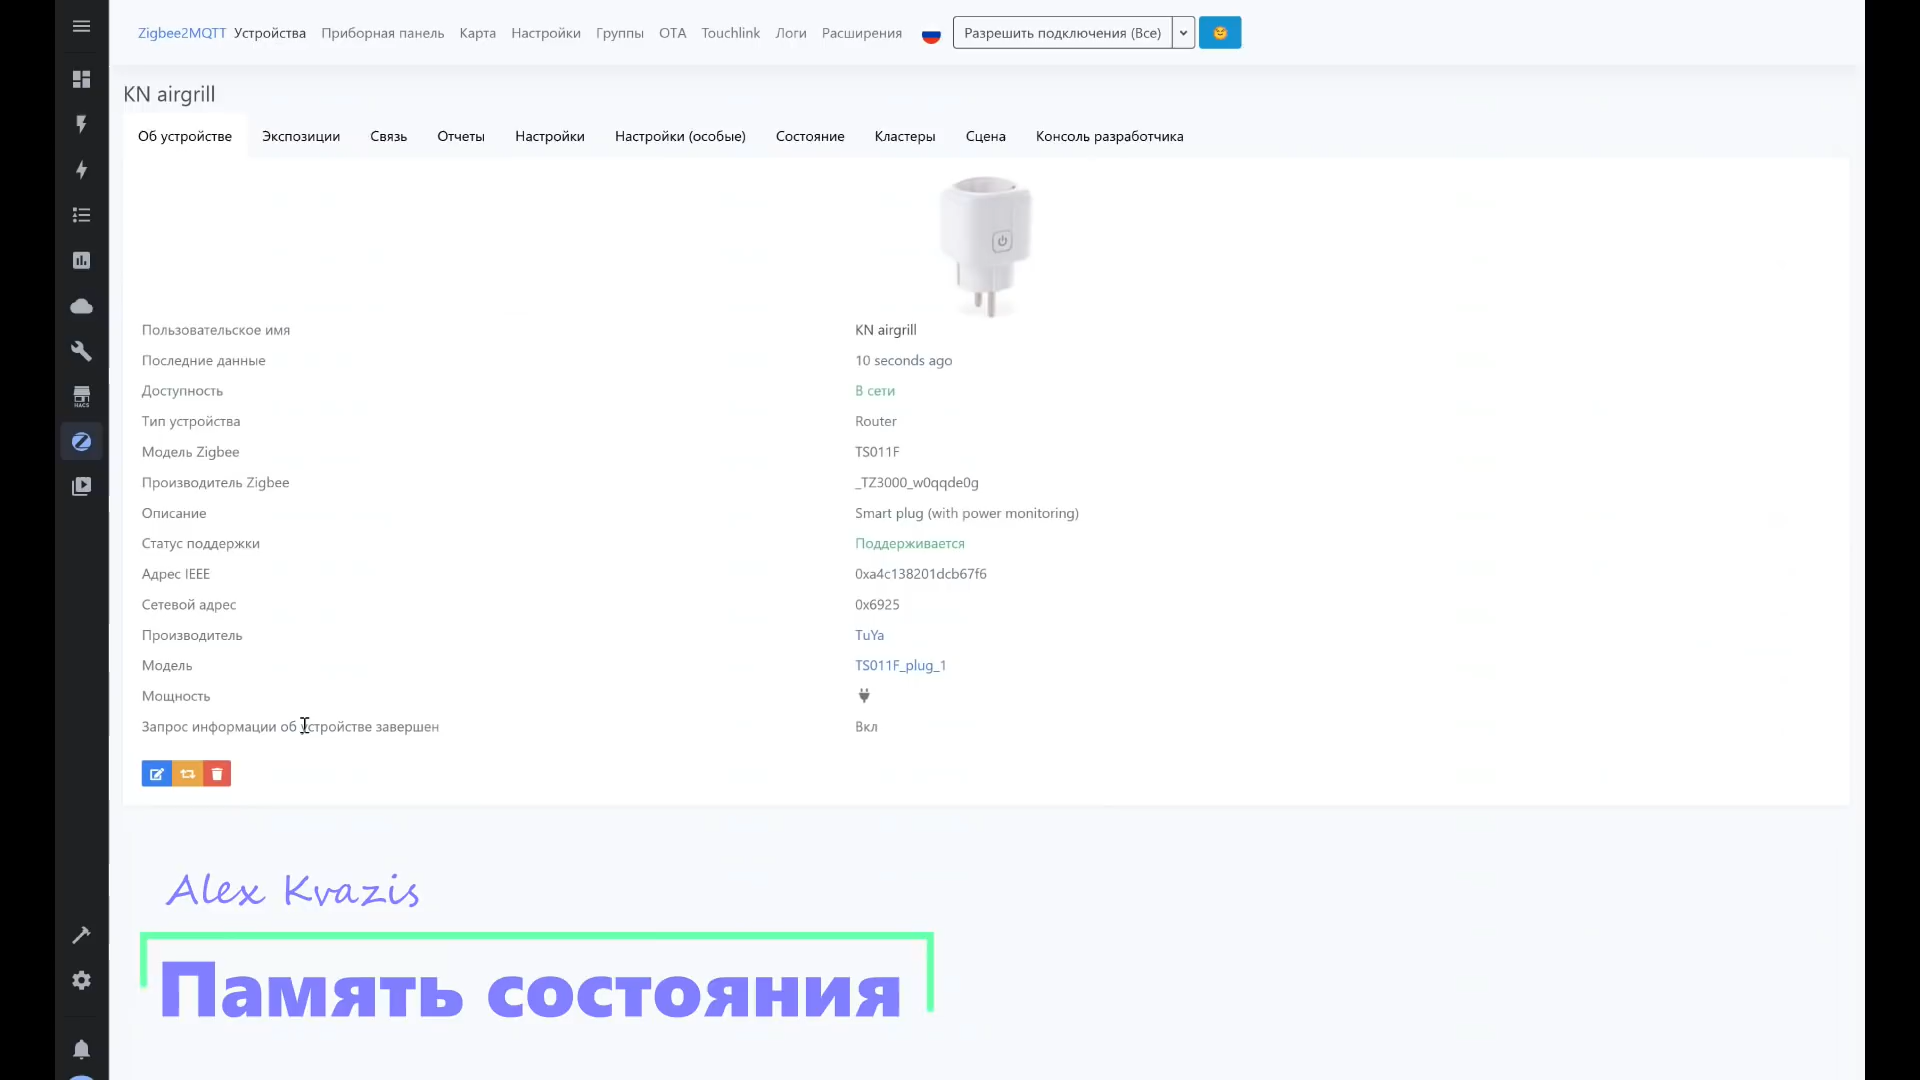 Zigbee2MQTT Устройства Приборная панель Карта Настройки Группы OTA Touchlink Логи Расширения Разрешить подключения (Все)
KN airgrill
Об устройстве Экспозиции Связь Отчеты Настройки Настройки (особые) Состояние Кластеры Сцена Консоль разработчика
Пользовательское имя KN airgrill
Последние данные 10 seconds ago
Доступность В сети
Тип устройства Router
Модель Zigbee TS011F
Производитель Zigbee _TZ3000_w0qqde0g
Описание Smart plug (with power monitoring)
Статус поддержки Поддерживается
Адрес IEEE 0xa4c138201dcb67f6
Сетевой адрес 0x6925
Производитель TuYa
Модель TS011F_plug_1
Мощность
Запрос информации об устройстве завершен Вкл
HACS
Alex Kvazis
Память состояния